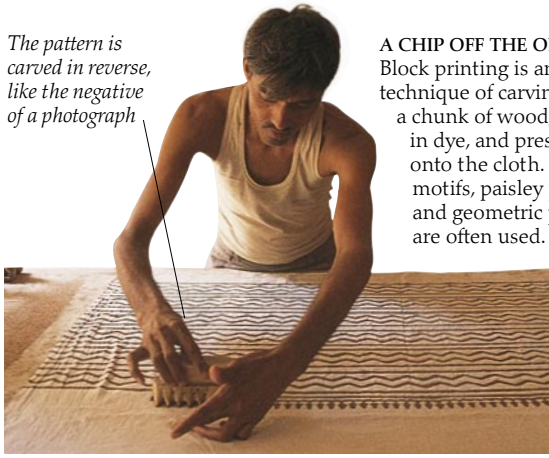 The pattern is
carved in reverse,
like the negative
of a photograph
A CHIP OFF THE
Block printing is
technique of
a chunk of wood
in dye, and
onto the cloth.
motifs, paisley
and geometric
are often used.